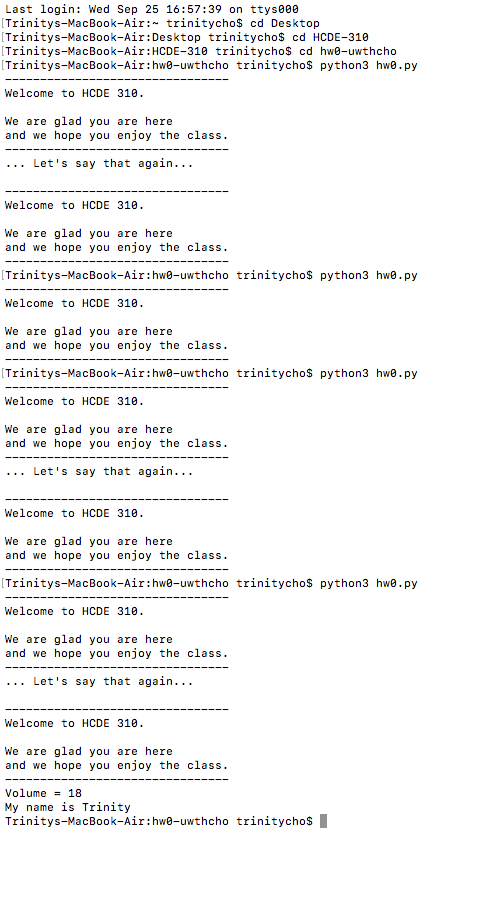 Last login: Wed Sep 25 16:57:39 on ttys000
[Trinitys-MacBook-Air:~ trinitycho$ cd Desktop
[Trinitys-MacBook-Air:Desktop trinitycho$ cd HCDE-310
[Trinitys-MacBook-Air:HCDE-310 trinitycho$ cd hw0-uwthcho
[Trinitys-MacBook-Air:hw0-uwthcho trinitycho$ python3 hw0.py
--------------------------------
Welcome to HCDE 310.
We are glad you are here
and we hope you enjoy the class.
--------------------------------
... Let's say that again...
--------------------------------
Welcome to HCDE 310.
We are glad you are here
and we hope you enjoy the class.
--------------------------------
[Trinitys-MacBook-Air:hw0-uwthcho trinitycho$ python3 hw0.py
--------------------------------
Welcome to HCDE 310.
We are glad you are here
and we hope you enjoy the class.
--------------------------------
[Trinitys-MacBook-Air:hw0-uwthcho trinitycho$ python3 hw0.py
--------------------------------
Welcome to HCDE 310.
We are glad you are here
and we hope you enjoy the class.
--------------------------------
... Let's say that again...
--------------------------------
Welcome to HCDE 310.
We are glad you are here
and we hope you enjoy the class.
--------------------------------
[Trinitys-MacBook-Air:hw0-uwthcho trinitycho$ python3 hw0.py
--------------------------------
Welcome to HCDE 310.
We are glad you are here
and we hope you enjoy the class.
--------------------------------
... Let's say that again...
--------------------------------
Welcome to HCDE 310.
We are glad you are here
and we hope you enjoy the class.
--------------------------------
Volume = 18
My name is Trinity
Trinitys-MacBook-Air:hw0-uwthcho trinitycho$